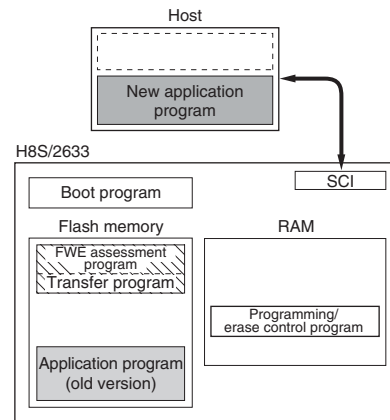 Host
New application
program
H8S/2633
SCI
Boot program
Flash memory
RAM
FWE assessment
program
Transfer program
Programming/
erase control program
Application program
(old version)